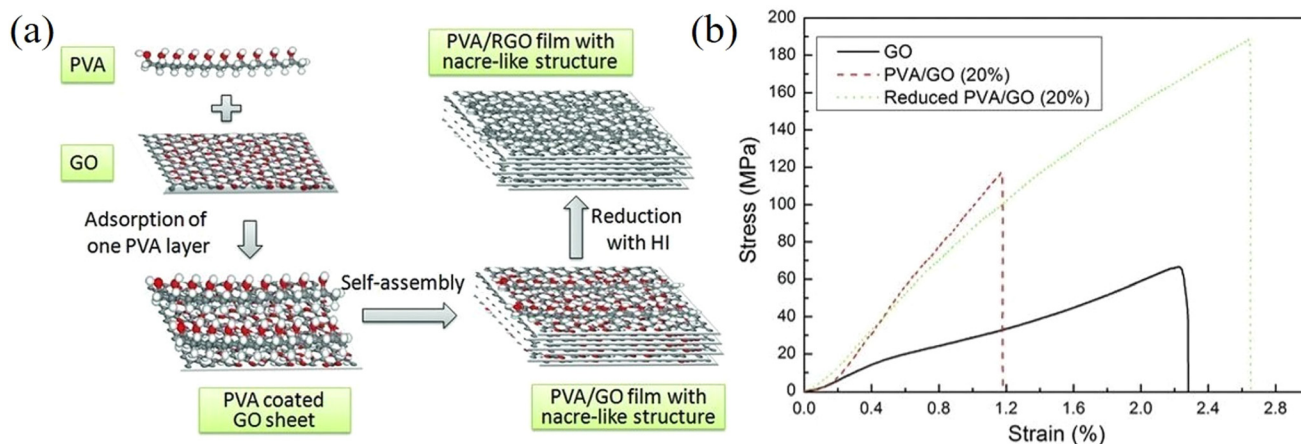 (a)
PVA
GO
Adsorption of
one PVA layer
PVA coated
GO sheet
Self-assembly
PVA/GO film with
nacre-like structure
Reduction
with HI
PVA/RGO film with
nacre-like structure
(b)
GO
PVA/GO (20%)
Reduced PVA/GO (20%)
Stress (MPa)
200
180
160
140
120
100
80
60
40
20
0
0.0 0.4 0.8 1.2 1.6 2.0 2.4 2.8
Strain (%)